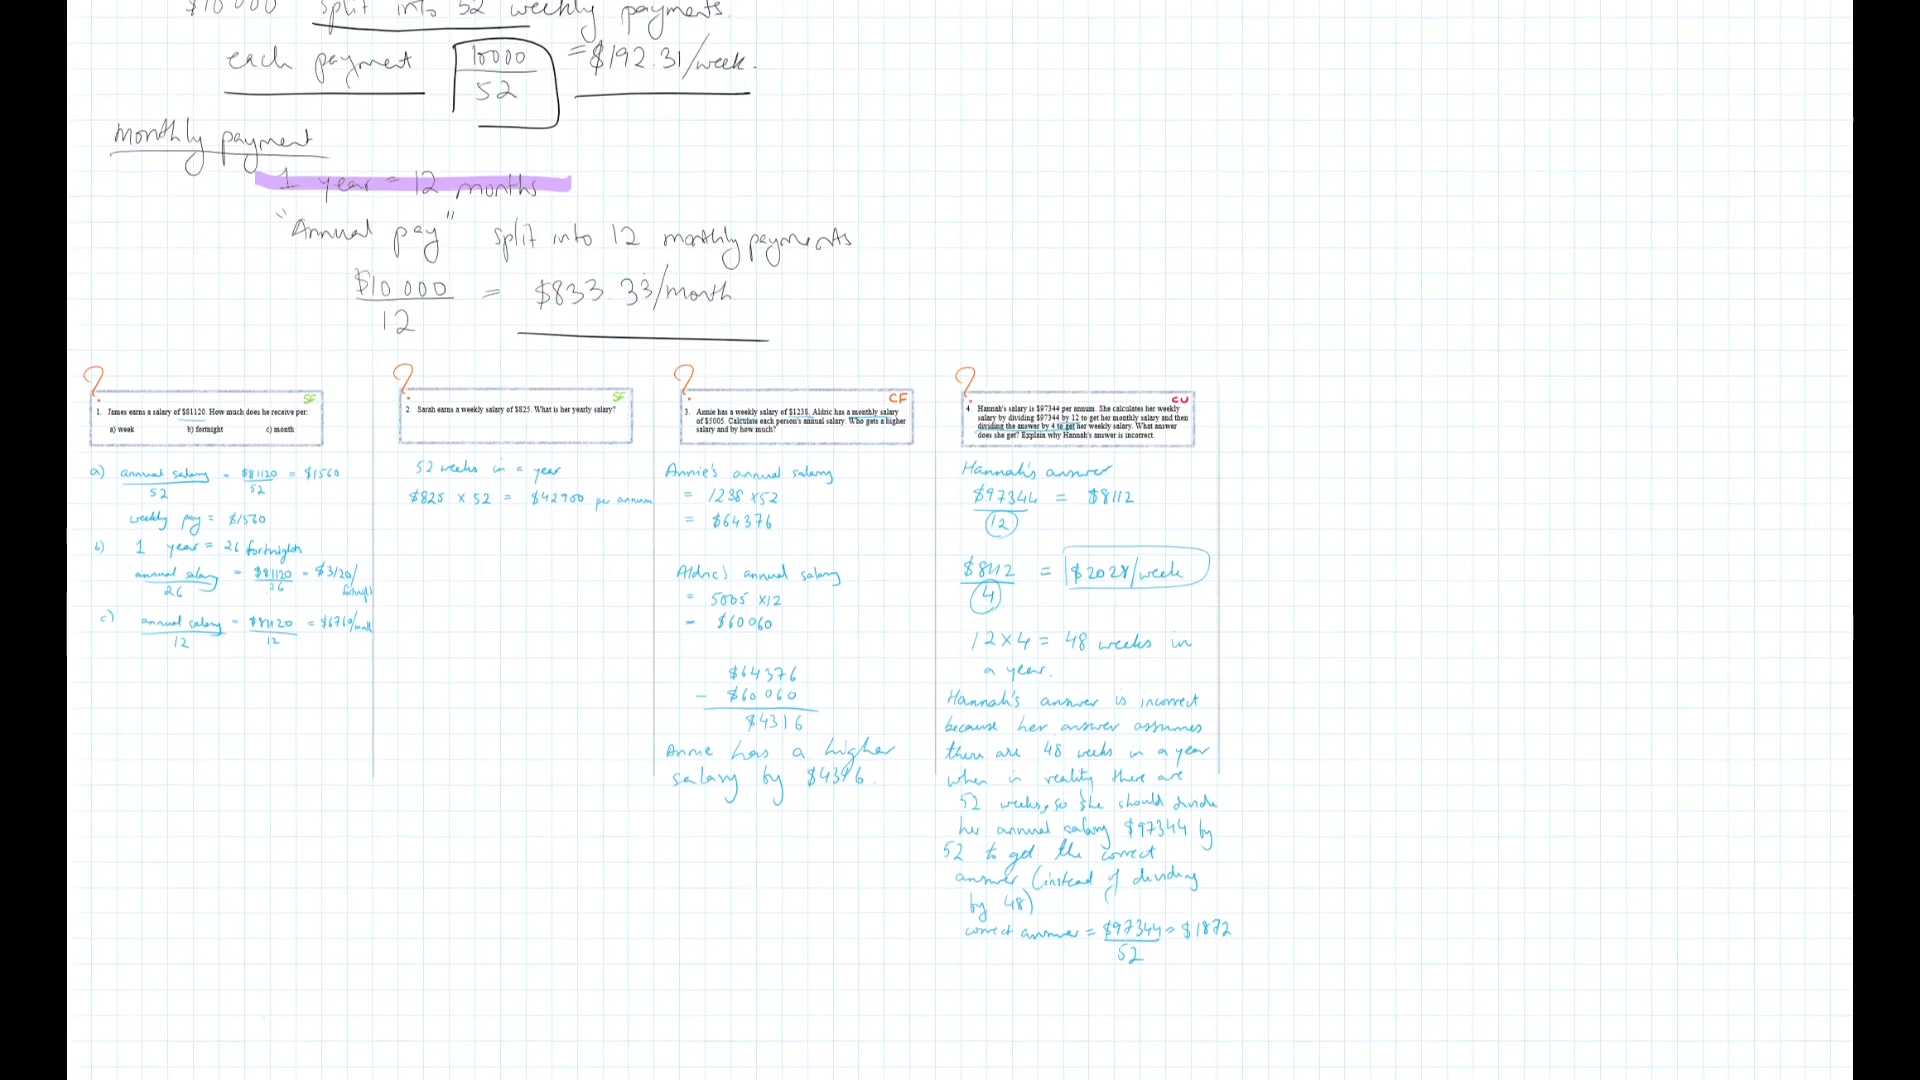 $10 000 split into 52 weekly payments.
each payment 10000 = $192.31/week.
52
monthly payment
1 year = 12 months
"Annual pay" split into 12 monthly payments
$10 000 = $833.33/month
12
?
SF
1. James earns a salary of $81120. How much does he receive per:
a) week b) fortnight c) month
a) annual salary = $81120 = $1560
52 52
weekly pay = $1560
b) 1 year = 26 fortnights
annual salary = $81120 = $3120/
26 26
c) annual salary = $81120 = $6760/
12 12
?
SF
2. Sarah earns a weekly salary of $825. What is her yearly salary?
52 weeks in a year
$825 x 52 = $42900 per annum
?
CF
3. Annie has a weekly salary of $1238. Aldric has a monthly salary
of $5005. Calculate each person's annual salary. Who gets a higher
salary and by how much?
Annie's annual salary
= 1238 x52
= $64376
Aldric's annual salary
= 5005 x12
= $60060
$64376
- $60060
$4316
Annie has a higher
salary by $4396.
?
CU
4. Hannah's salary is $97344 per annum. She calculates her weekly
salary by dividing $97344 by 12 to get her monthly salary and then
dividing the answer by 4 to get her weekly salary. What answer
does she get? Explain why Hannah's answer is incorrect.
Hannah's answer
$97344 = $8112
12
$8112 = $2028/week
4
12 x 4 = 48 weeks in
a year.
Hannah's answer is incorrect
because her answer assumes
there are 48 weeks in a year
when in reality there are
52 weeks, so she should divide
her annual salary $97344 by
52 to get the correct
answer (instead of dividing
by 48)
correct answer = $97344 = $1872
52